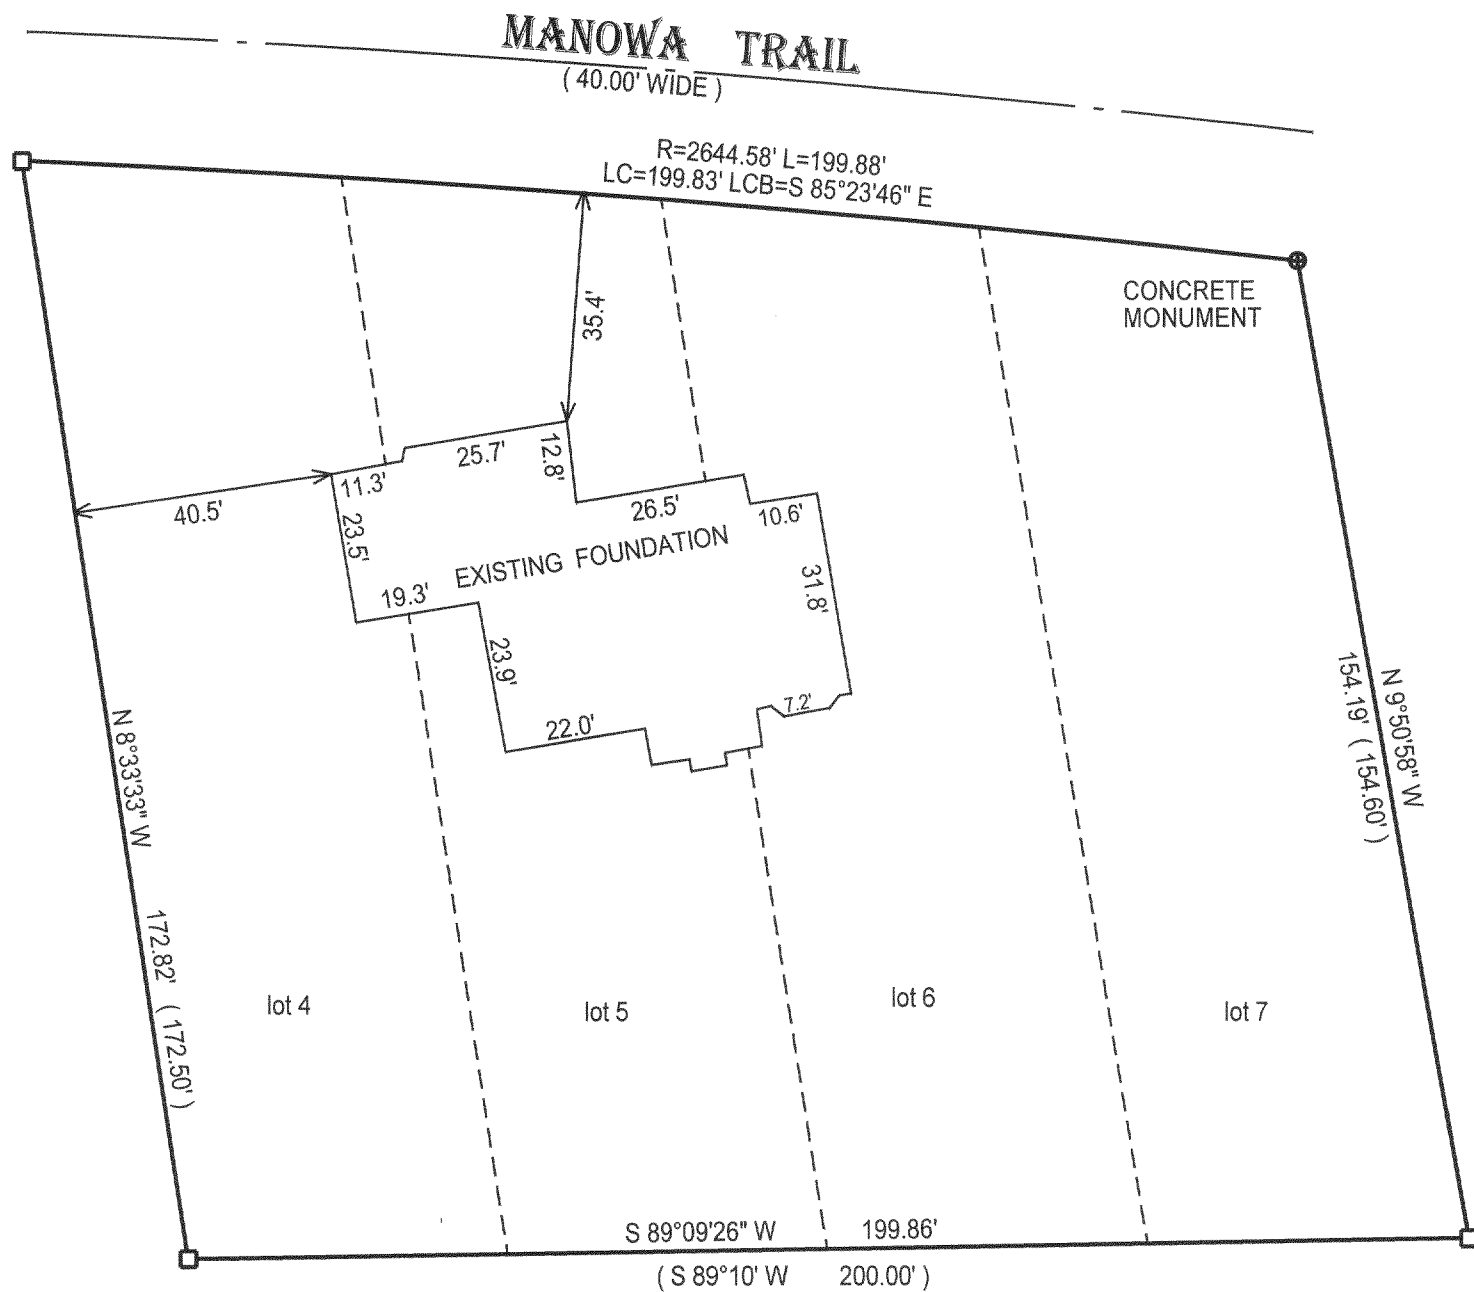 MANOWA TRAIL
( 40.00' WIDE )
R=2644.58' L=199.88'
LC=199.83' LCB=S 85°23'46" E
CONCRETE
MONUMENT
35.4'
25.7'
12.8'
11.3'
40.5'
26.5'
10.6'
23.5'
EXISTING FOUNDATION
31.8'
19.3'
23.9'
7.2'
22.0'
N 8°33'33" W 172.82' ( 172.50' )
N 9°50'58" W
154.19' ( 154.60' )
lot 4
lot 5
lot 6
lot 7
S 89°09'26" W 199.86'
( S 89°10' W 200.00' )